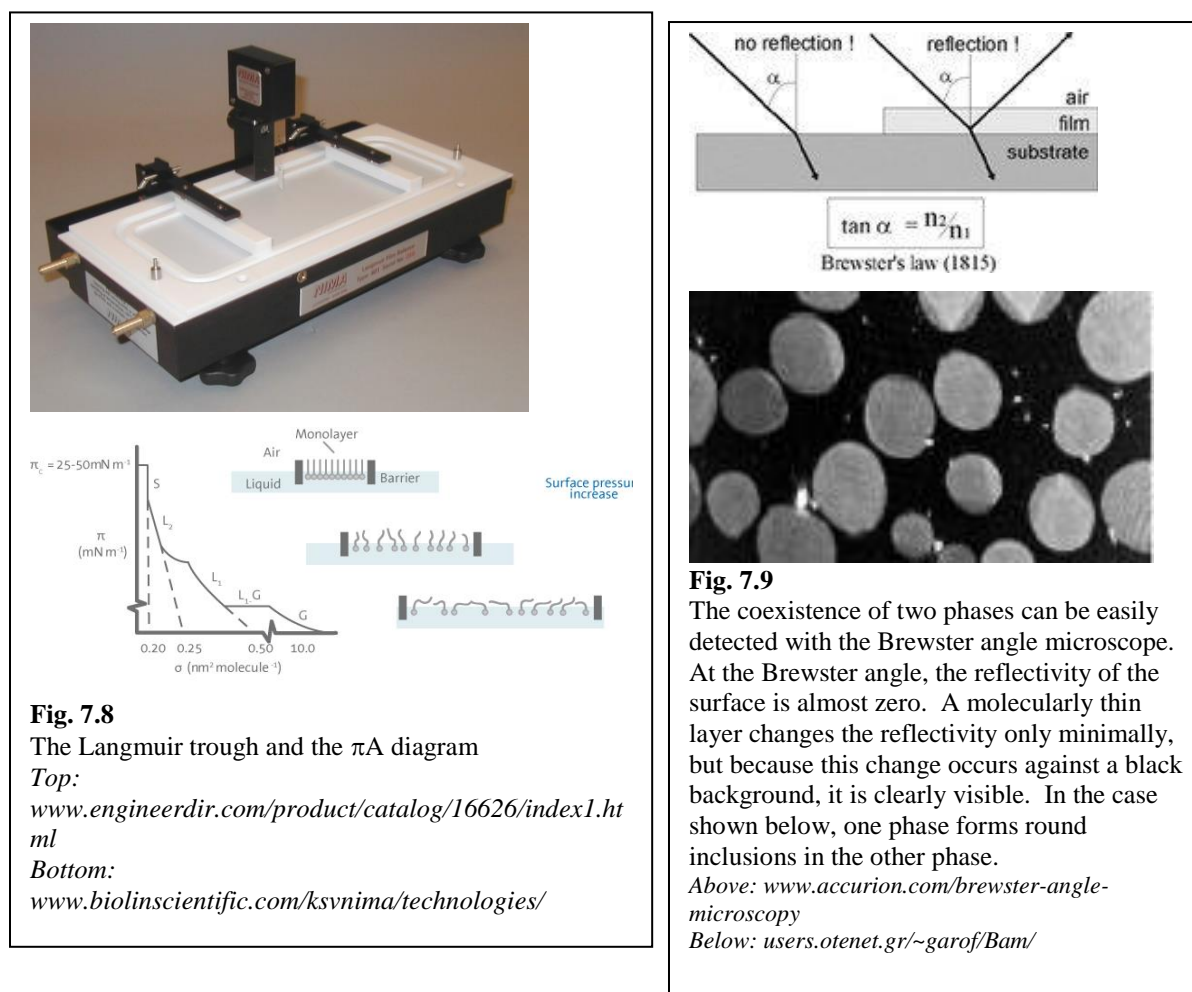 NIMA
NIMA
πc = 25-50mN m⁻¹
S
L₂
π
(mN m⁻¹)
L₁
L₁-G
G
0.20 0.25 0.50 10.0
σ (nm² molecule ⁻¹)
Monolayer
Air
Liquid
Barrier
Surface pressur
increase
Fig. 7.8
The Langmuir trough and the πA diagram
Top:
www.engineerdir.com/product/catalog/16626/index1.ht
ml
Bottom:
www.biolinscientific.com/ksvnima/technologies/
no reflection ! reflection !
α α
air
film
substrate
tan α = n₂/n₁
Brewster's law (1815)
Fig. 7.9
The coexistence of two phases can be easily
detected with the Brewster angle microscope.
At the Brewster angle, the reflectivity of the
surface is almost zero. A molecularly thin
layer changes the reflectivity only minimally,
but because this change occurs against a black
background, it is clearly visible. In the case
shown below, one phase forms round
inclusions in the other phase.
Above: www.accurion.com/brewster-angle-
microscopy
Below: users.otenet.gr/~garof/Bam/